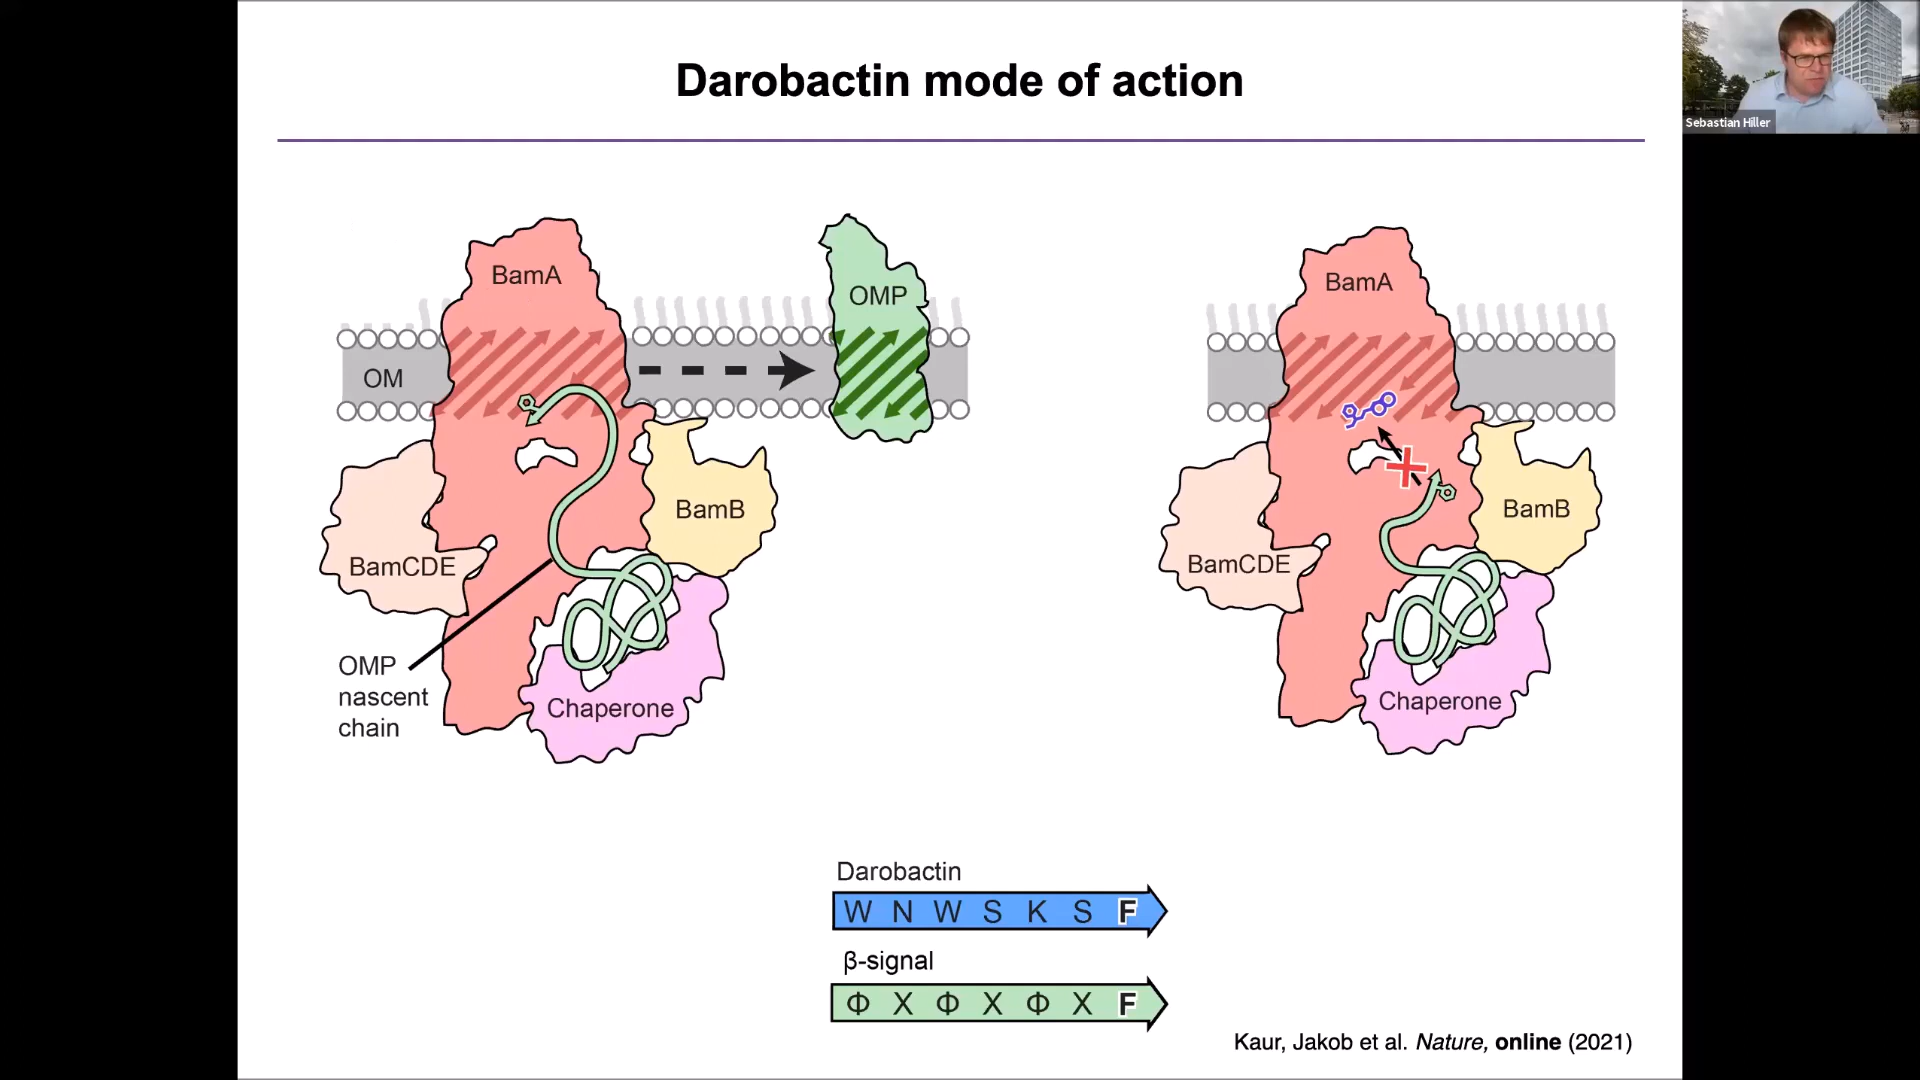 Darobactin mode of action
Sebastian Hiller
BamA
OMP
OM
BamB
BamCDE
OMP
nascent
chain
Chaperone
BamA
BamB
BamCDE
Chaperone
Darobactin
W N W S K S F
β-signal
Φ X Φ X Φ X F
Kaur, Jakob et al. Nature, online (2021)